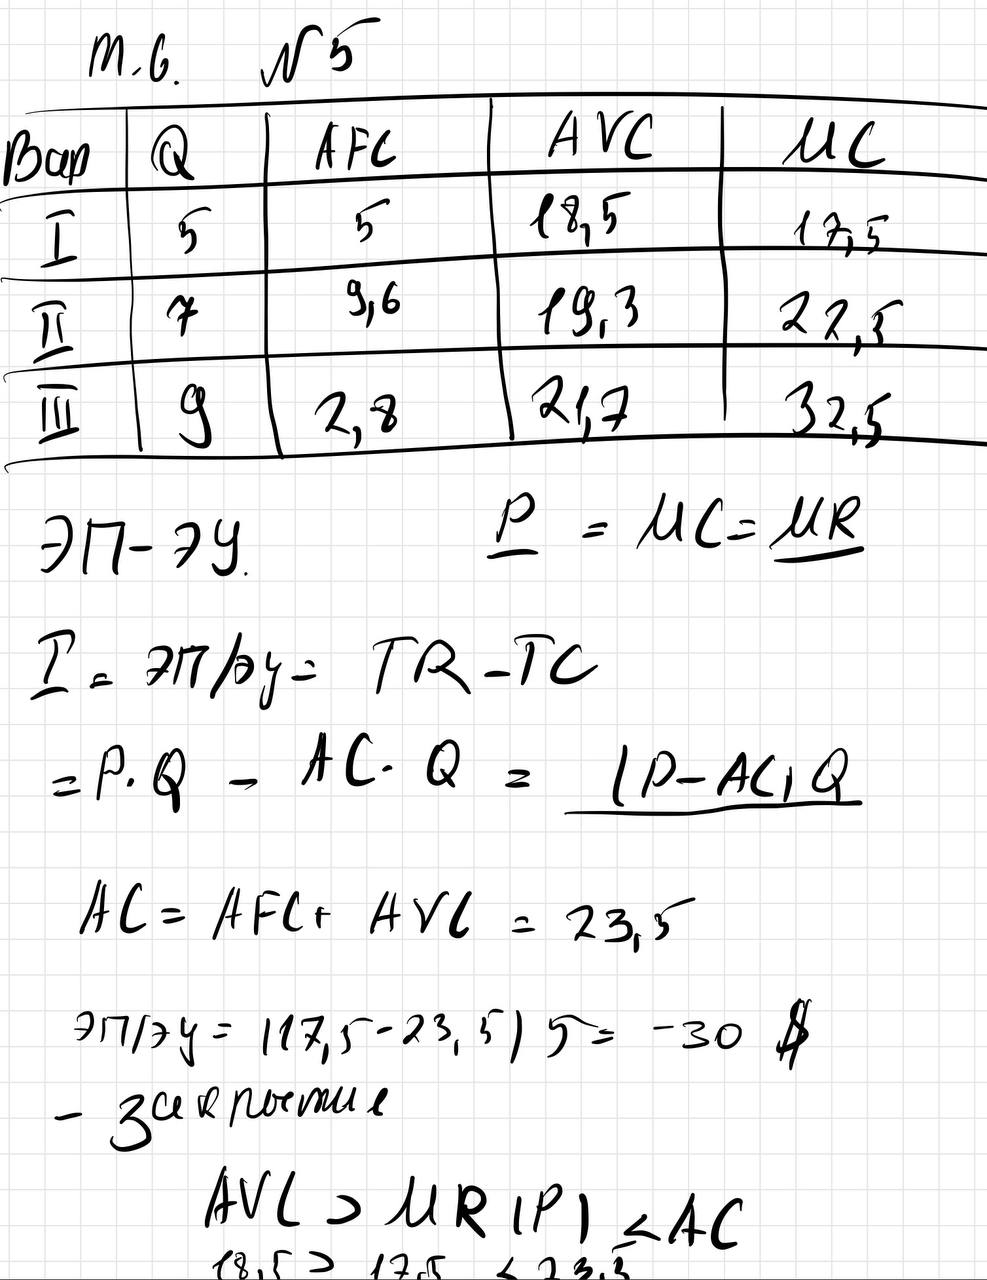 м.б. №5
Вар Q AFC AVC MC
I 5 5 18,5 17,5
II 7 9,6 19,3 22,5
III 9 2,8 21,7 32,5
ЭП-ЭУ. P = MC = MR
I = ЭП/ЭУ = TR - TC
= P·Q - AC·Q = (P-AC)Q
AC = AFC + AVC = 23,5
ЭП/ЭУ = (17,5-23,5) 5 = -30 $
- закрытие
AVC > MR (P) < AC
18,5 > 17,5 < 23,5